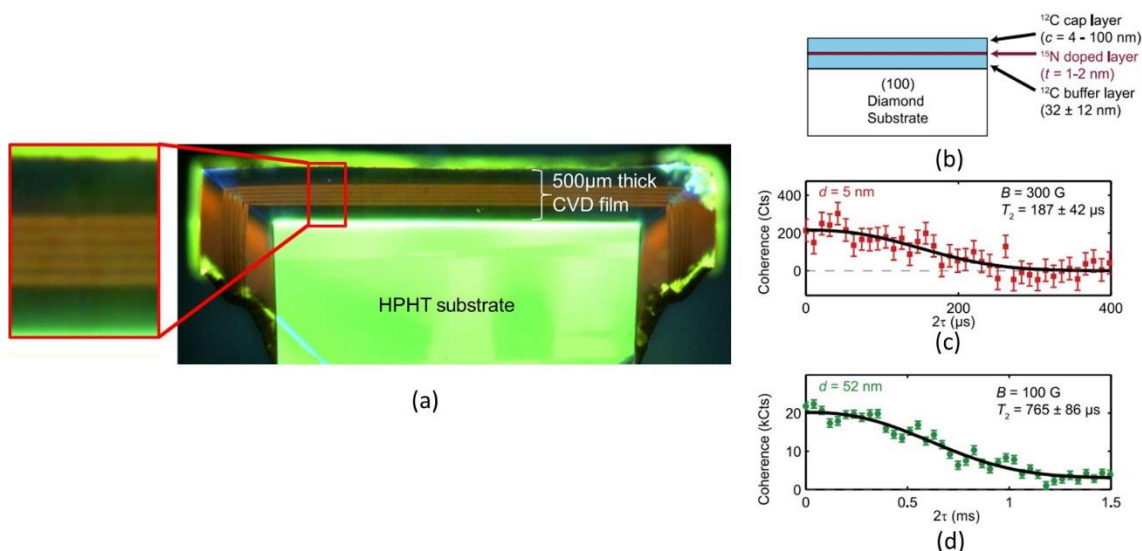 500μm thick
CVD film
HPHT substrate
(a)
¹²C cap layer
(c = 4 - 100 nm)
¹⁵N doped layer
(t = 1-2 nm)
¹²C buffer layer
(32 ± 12 nm)
(100)
Diamond
Substrate
(b)
d = 5 nm
B = 300 G
T₂ = 187 ± 42 μs
Coherence (Cts)
400
200
0
0
200
400
2τ (μs)
(c)
d = 52 nm
B = 100 G
T₂ = 765 ± 86 μs
Coherence (kCts)
20
10
0
0
0.5
1
1.5
2τ (ms)
(d)